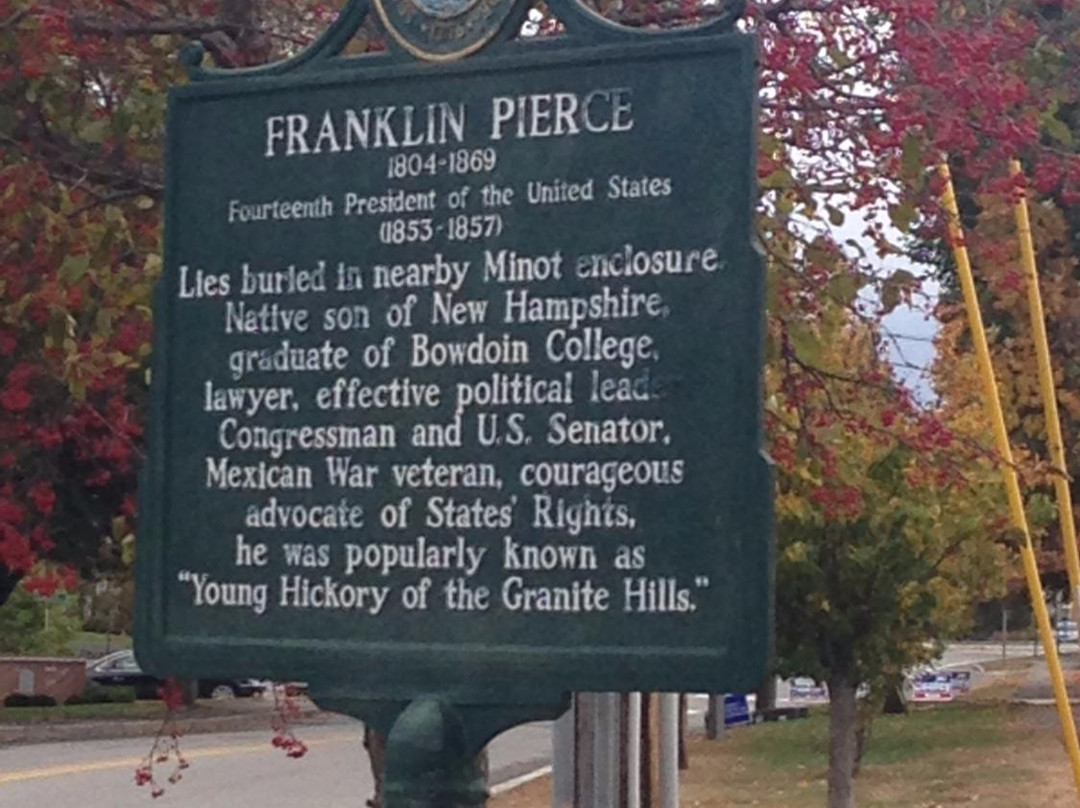 FRANKLIN PIERCE
1804-1869
Fourteenth President of the United States
(1853-1857)
Lies buried in nearby Minot enclosure.
Native son of New Hampshire,
graduate of Bowdoin College,
lawyer, effective political leade
Congressman and U.S. Senator,
Mexican War veteran, courageous
advocate of States' Rights,
he was popularly known as
"Young Hickory of the Granite Hills."